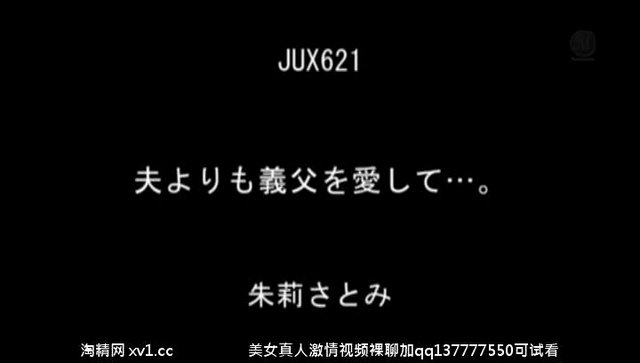 JUX621
夫よりも義父を愛して…。
朱莉さとみ
淘精网 xv1.cc 美女真人激情视频裸聊加qq137777550可试看